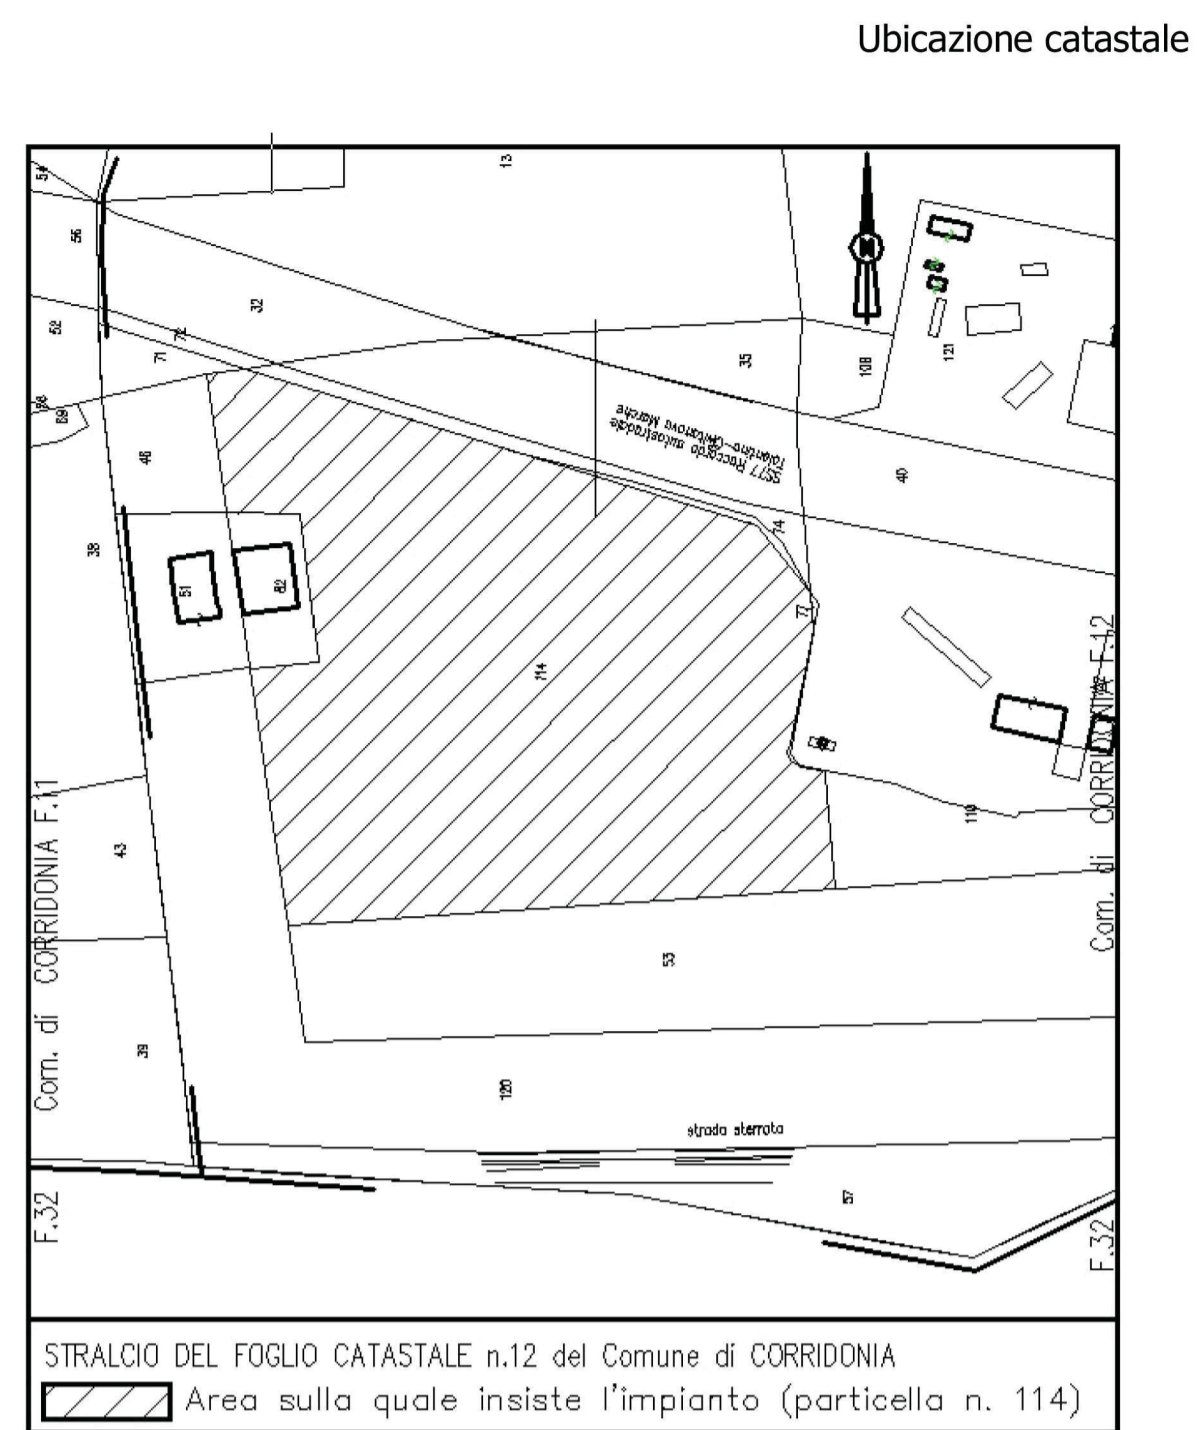 Ubicazione catastale
54
13
56
32
52
72
71
35
108
121
69
46
SS77 Raccordo autostradale
Tolentino-Civitanova Marche
40
74
38
51
82
77
114
Com. di CORRIDONIA F.12
110
Com. di CORRIDONIA F.11
43
53
39
120
strada sterrata
57
F.32
F.32
STRALCIO DEL FOGLIO CATASTALE n.12 del Comune di CORRIDONIA
Area sulla quale insiste l'impianto (particella n. 114)